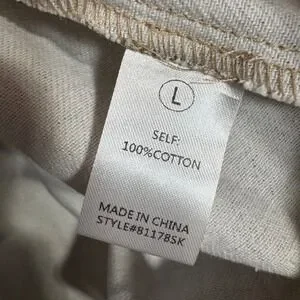 L
SELF:
100%COTTON
MADE IN CHINA
STYLE#81178SK